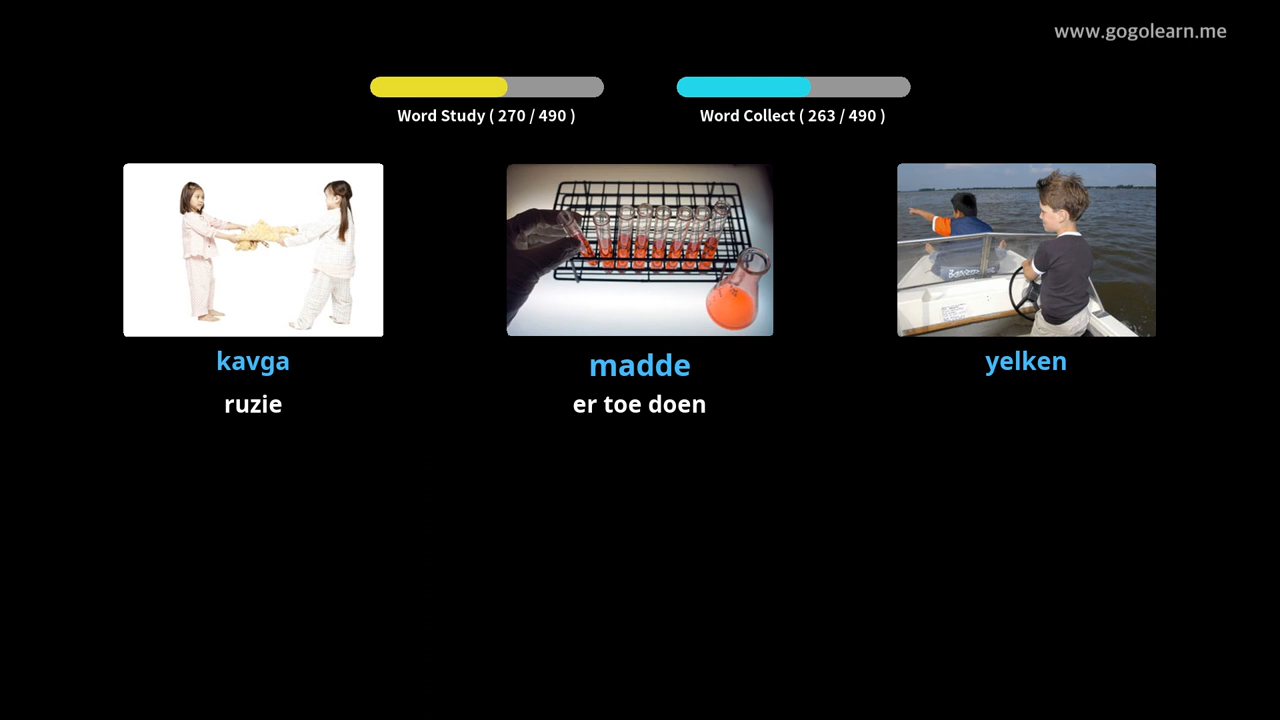 www.gogolearn.me
Word Study ( 270 / 490 )
Word Collect ( 263 / 490 )
kavga
madde
yelken
ruzie
er toe doen